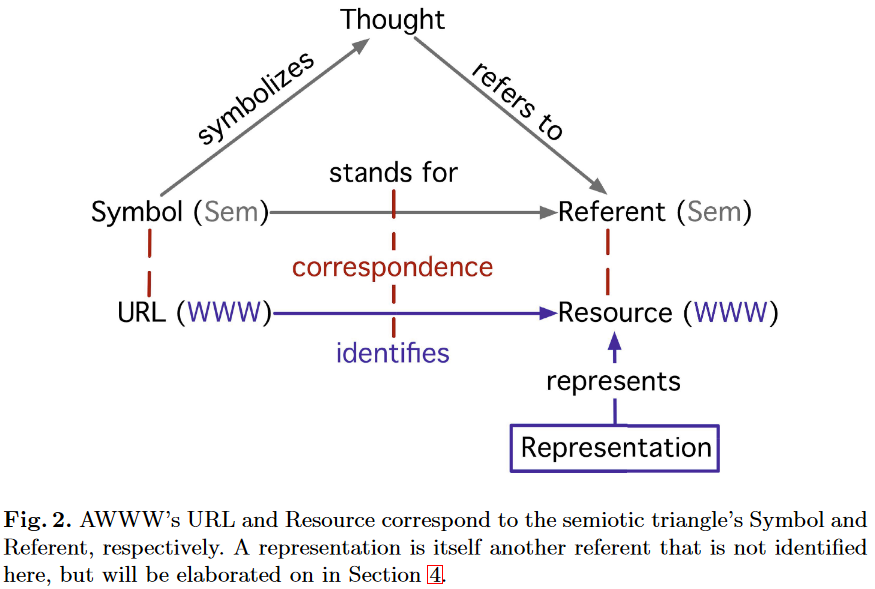 Thought
symbolizes
refers to
stands for
Symbol (Sem)
Referent (Sem)
correspondence
URL (WWW)
Resource (WWW)
identifies
represents
Representation
Fig. 2. AWWW's URL and Resource correspond to the semiotic triangle's Symbol and
Referent, respectively. A representation is itself another referent that is not identified
here, but will be elaborated on in Section 4.